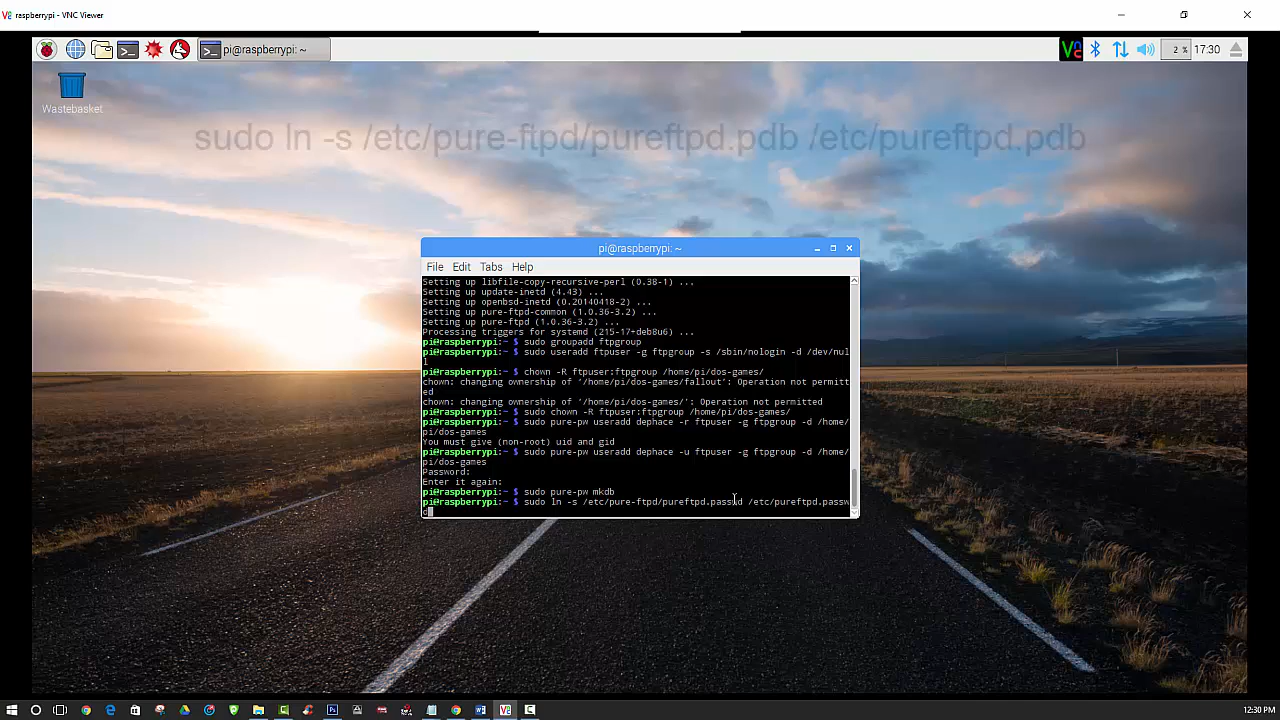 raspberrypi - VNC Viewer
pi@raspberrypi: ~
2 %
17:30
Wastebasket
sudo ln -s /etc/pure-ftpd/pureftpd.pdb /etc/pureftpd.pdb
pi@raspberrypi: ~
File Edit Tabs Help
Setting up libfile-copy-recursive-perl (0.38-1) ...
Setting up update-inetd (4.43) ...
Setting up openbsd-inetd (0.20140418-2) ...
Setting up pure-ftpd-common (1.0.36-3.2) ...
Setting up pure-ftpd (1.0.36-3.2) ...
Processing triggers for systemd (215-17+deb8u6) ...
pi@raspberrypi:~ $ sudo groupadd ftpgroup
pi@raspberrypi:~ $ sudo useradd ftpuser -g ftpgroup -s /sbin/nologin -d /dev/nul
l
pi@raspberrypi:~ $ chown -R ftpuser:ftpgroup /home/pi/dos-games/
chown: changing ownership of ‘/home/pi/dos-games/fallout’: Operation not permitt
ed
chown: changing ownership of ‘/home/pi/dos-games/’: Operation not permitted
pi@raspberrypi:~ $ sudo chown -R ftpuser:ftpgroup /home/pi/dos-games/
pi@raspberrypi:~ $ sudo pure-pw useradd dephace -r ftpuser -g ftpgroup -d /home/
pi/dos-games
You must give (non-root) uid and gid
pi@raspberrypi:~ $ sudo pure-pw useradd dephace -u ftpuser -g ftpgroup -d /home/
pi/dos-games
Password:
Enter it again:
pi@raspberrypi:~ $ sudo pure-pw mkdb
pi@raspberrypi:~ $ sudo ln -s /etc/pure-ftpd/pureftpd.passwd /etc/pureftpd.passw
d
12:30 PM